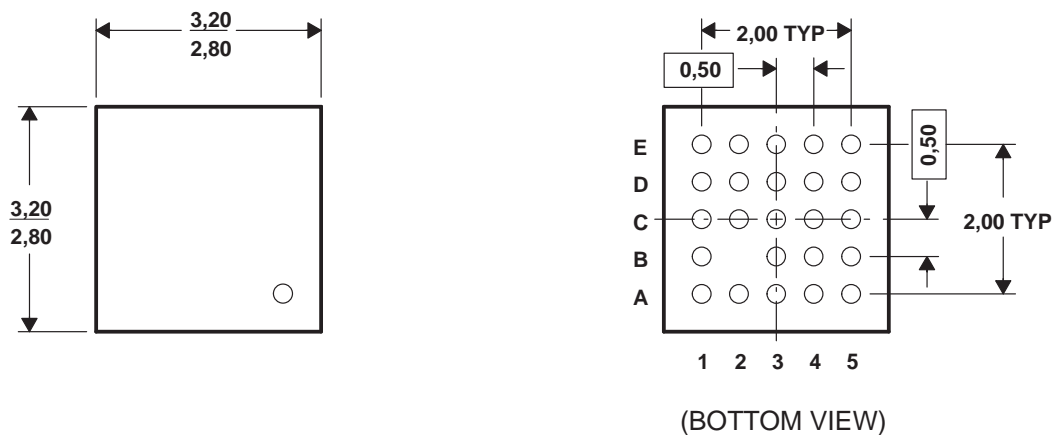 3,20
2,80
3,20
2,80
2,00 TYP
0,50
0,50
2,00 TYP
E
D
C
B
A
1 2 3 4 5
(BOTTOM VIEW)